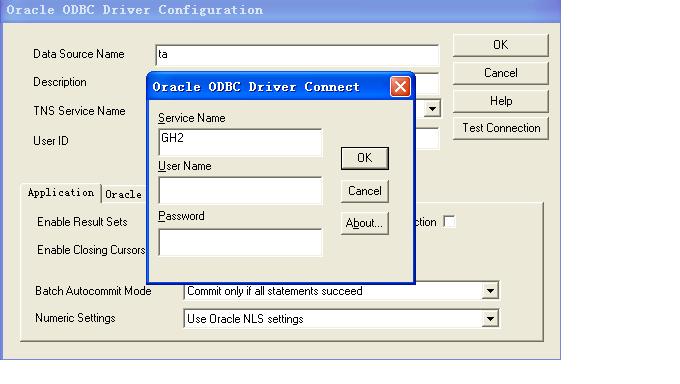 Oracle ODBC Driver Configuration
Data Source Name
ta
OK
Description
Cancel
TNS Service Name
Help
User ID
Test Connection
Oracle ODBC Driver Connect
Service Name
GH2
OK
User Name
Cancel
Password
About...
Application
Oracle
Enable Result Sets
Enable Closing Cursors
Batch Autocommit Mode
Commit only if all statements succeed
Numeric Settings
Use Oracle NLS settings